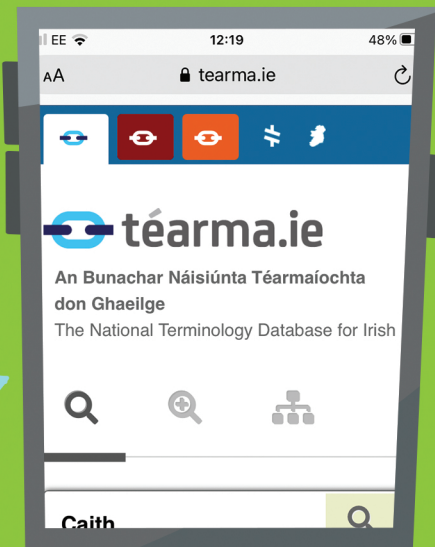 EE 12:19 48%
AA tearma.ie
téarma.ie
An Bunachar Náisiúnta Téarmaíochta
don Ghaeilge
The National Terminology Database for Irish
Caith